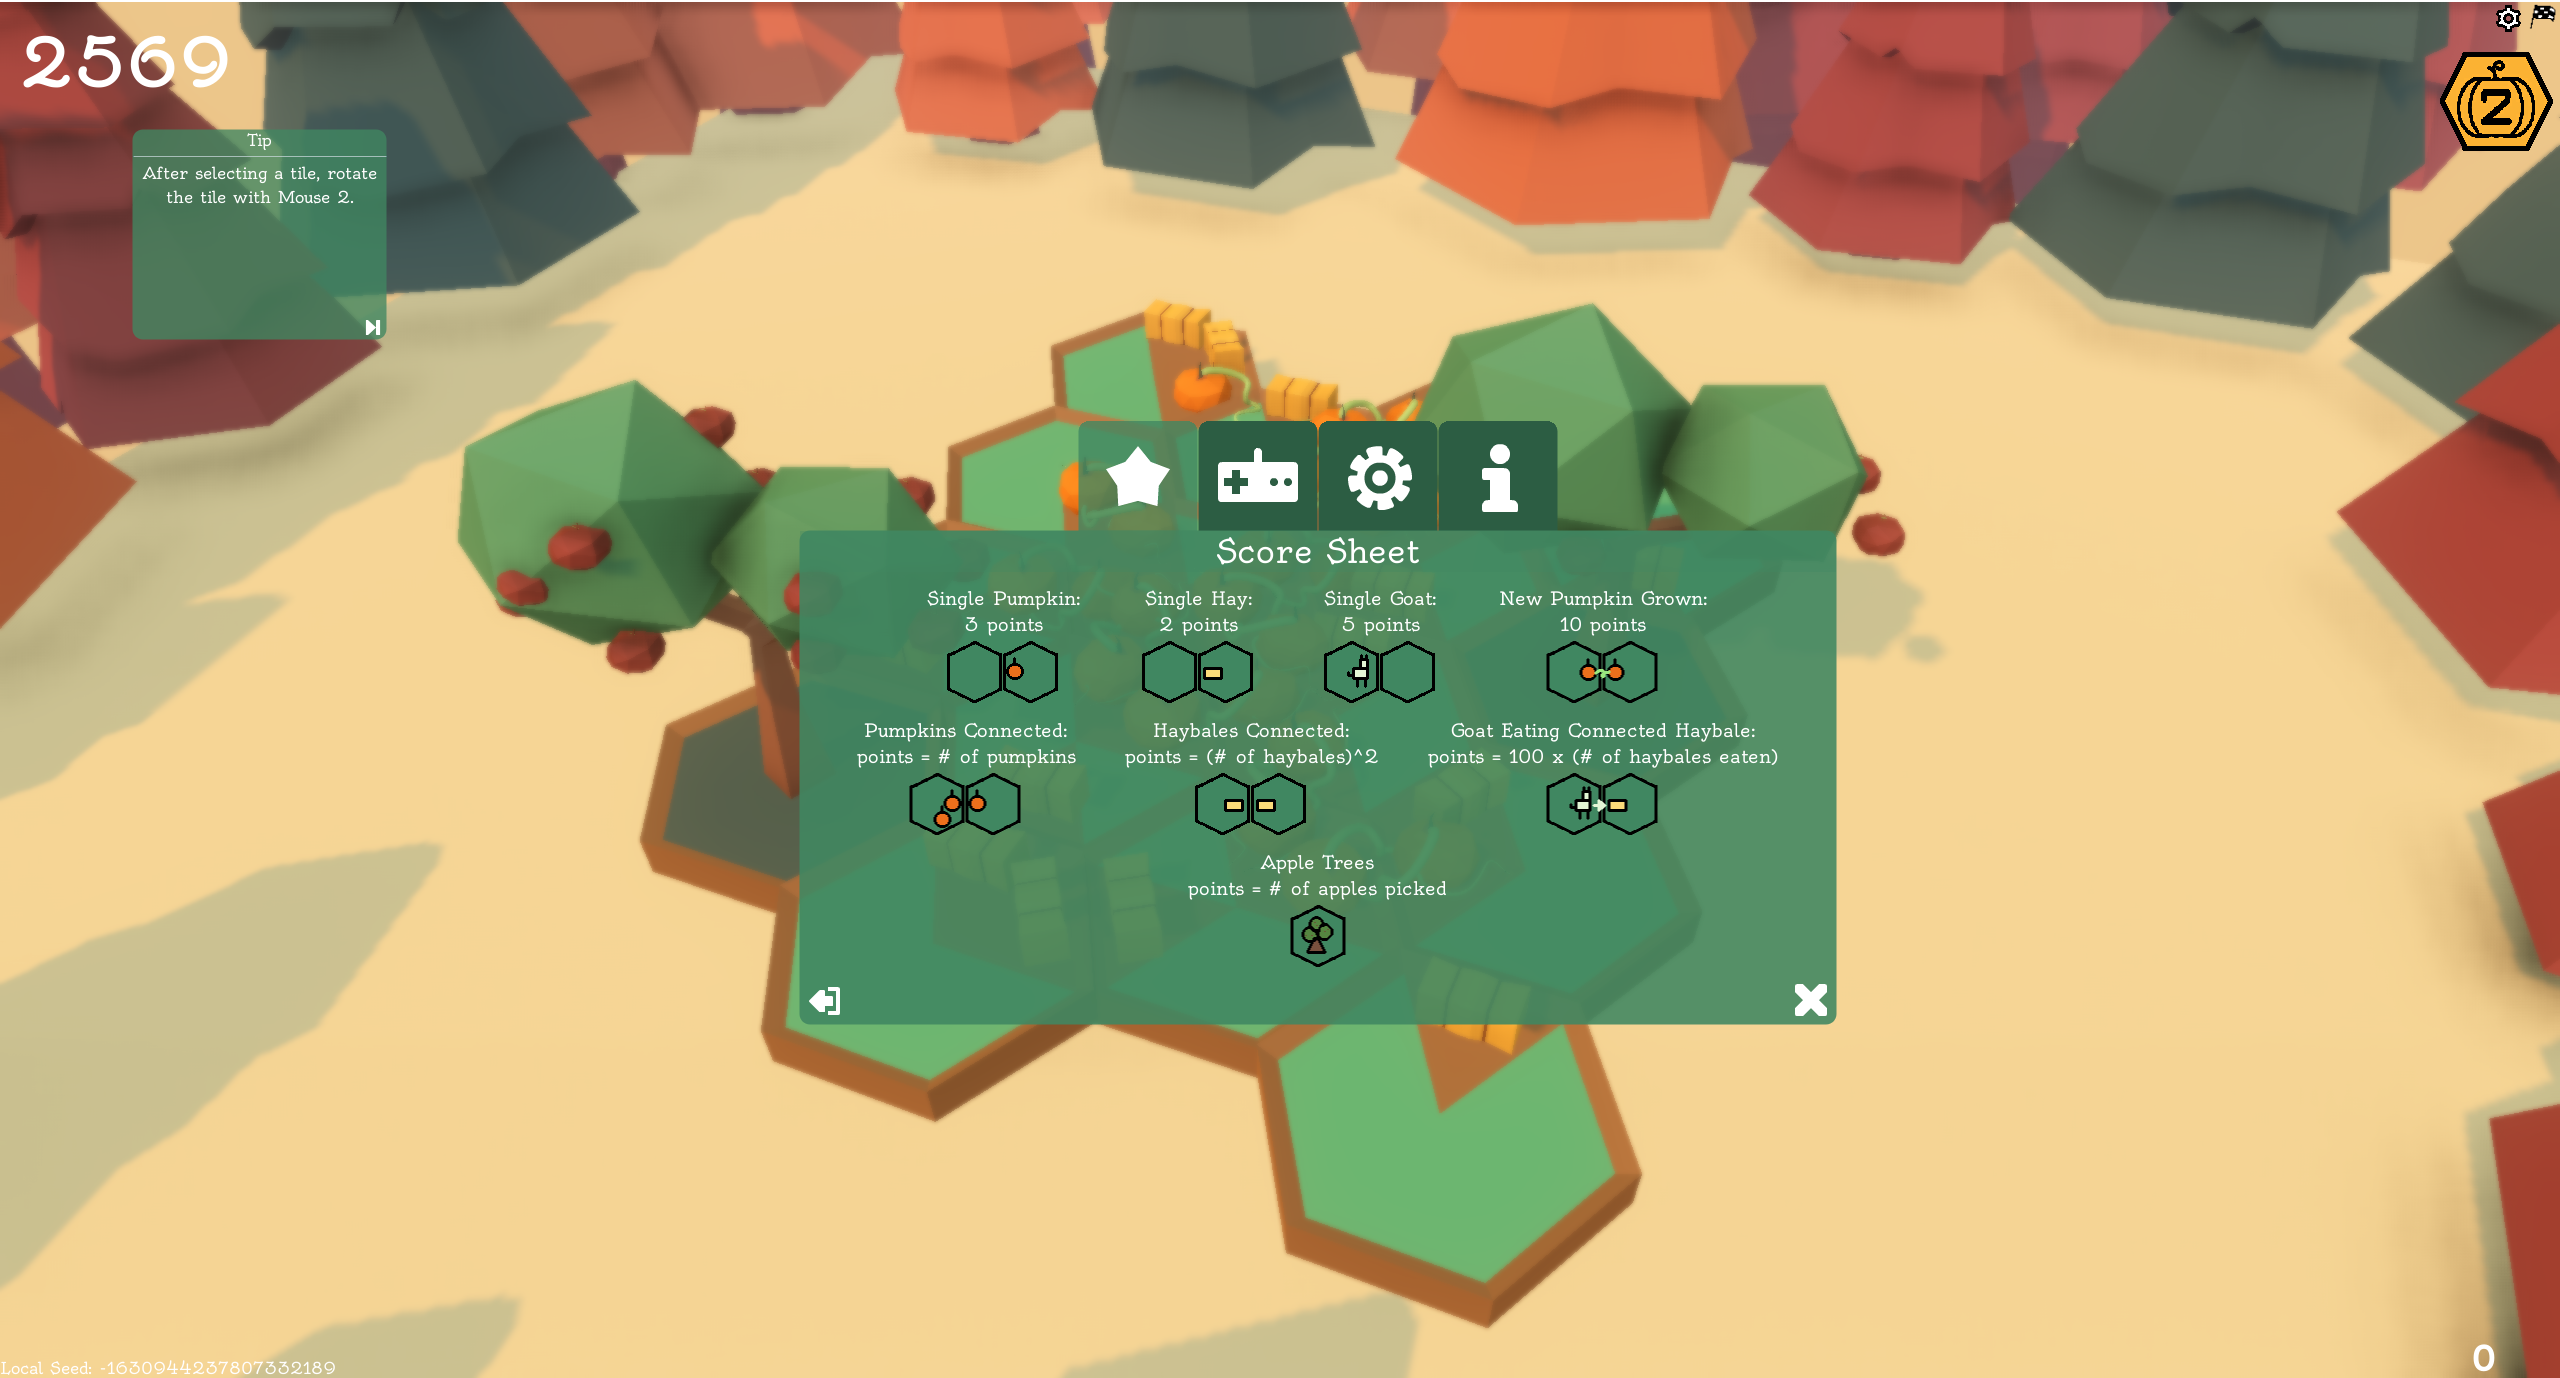 2569
2
Tip
After selecting a tile, rotate
the tile with Mouse 2.
Score Sheet
Single Pumpkin:
3 points
Single Hay:
2 points
Single Goat:
5 points
New Pumpkin Grown:
10 points
Pumpkins Connected:
points = # of pumpkins
Haybales Connected:
points = (# of haybales)^2
Goat Eating Connected Haybale:
points = 100 x (# of haybales eaten)
Apple Trees
points = # of apples picked
Local Seed: -1630944237807332189
0